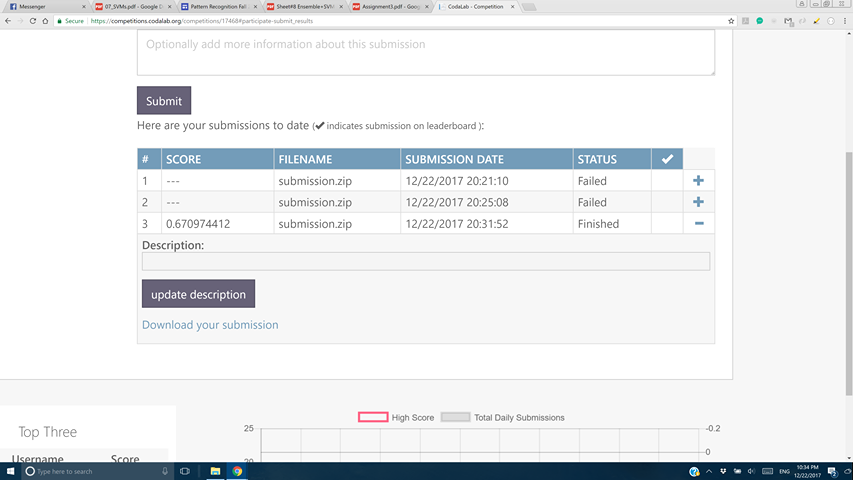 Messenger
07_SVMs.pdf - Google D
Pattern Recognition Fall
Sheet#8 Ensemble+SVM
Assignment3.pdf - Goog
CodaLab - Competition
Secure https://competitions.codalab.org/competitions/17468#participate-submit_results
Optionally add more information about this submission
Submit
Here are your submissions to date (✔ indicates submission on leaderboard ):
# SCORE FILENAME SUBMISSION DATE STATUS ✔
1 --- submission.zip 12/22/2017 20:21:10 Failed +
2 --- submission.zip 12/22/2017 20:25:08 Failed +
3 0.670974412 submission.zip 12/22/2017 20:31:52 Finished −
Description:
update description
Download your submission
High Score Total Daily Submissions
25 -0.2
Top Three
0
Username Score
Type here to search
ENG
10:34 PM
12/22/2017